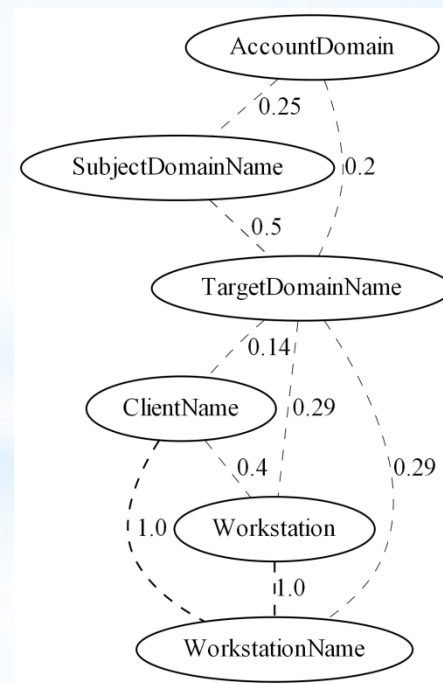 AccountDomain
0.25
SubjectDomainName
0.2
0.5
TargetDomainName
0.14
ClientName
0.29
0.29
0.4
1.0
Workstation
1.0
WorkstationName